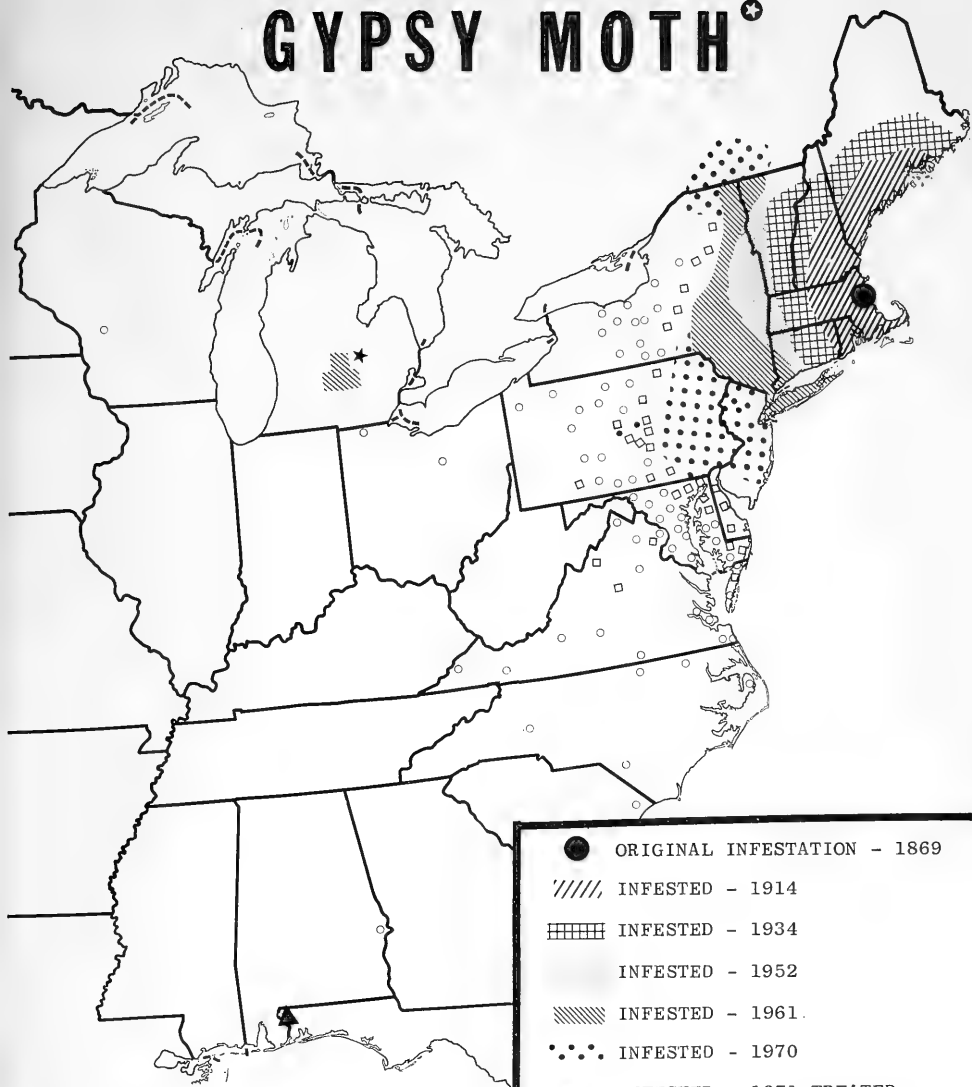 GYPSY MOTH
ORIGINAL INFESTATION - 1869
INFESTED - 1914
INFESTED - 1934
INFESTED - 1952
INFESTED - 1961
INFESTED - 1970